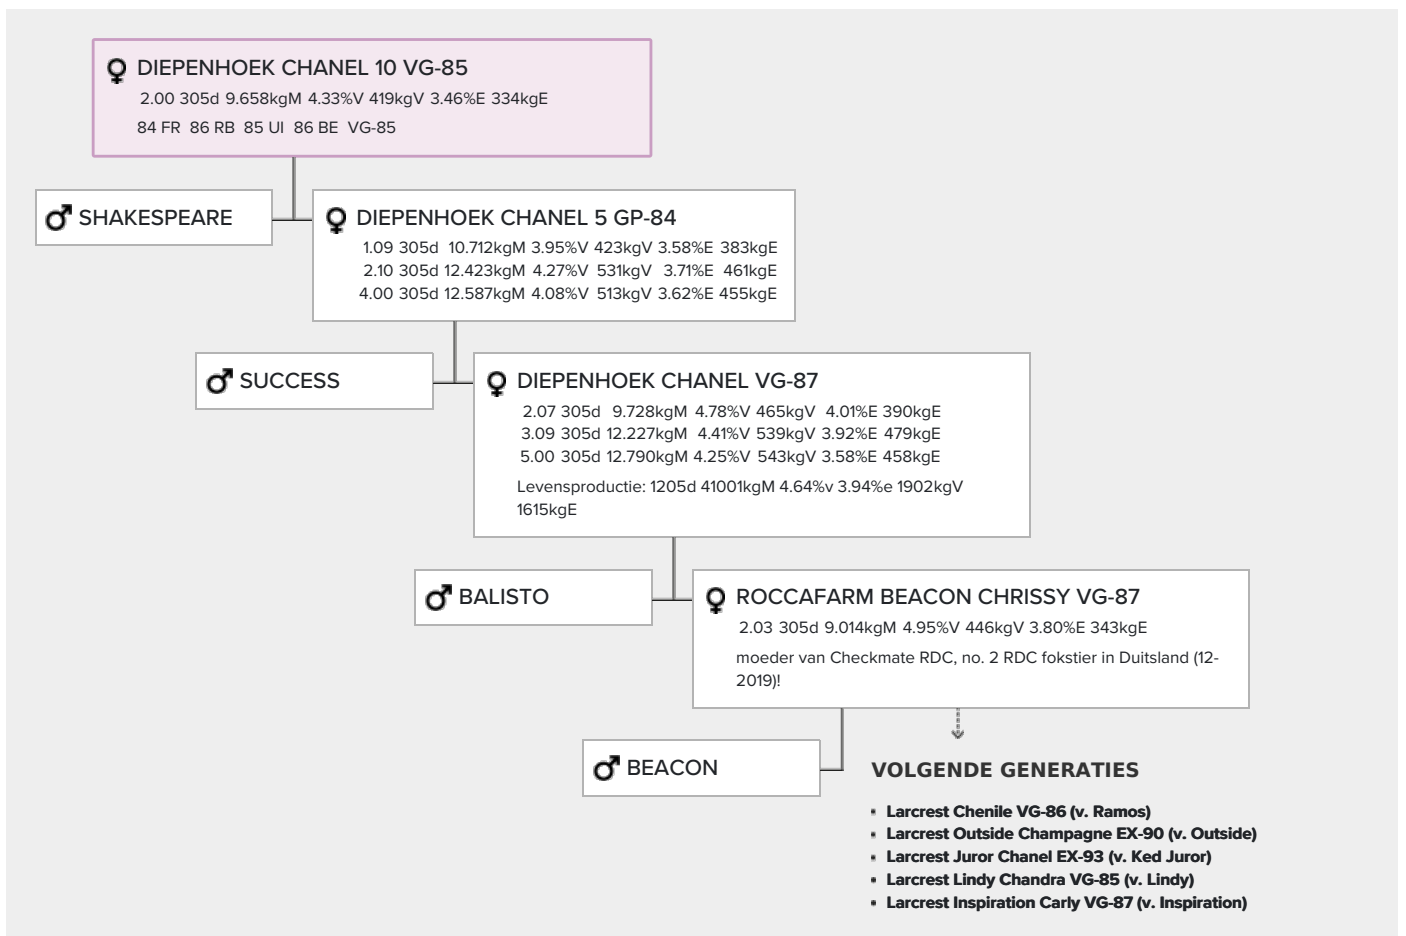 DIEPENHOEK CHANEL 10 VG-85
2.00 305d 9.658kgM 4.33%V 419kgV 3.46%E 334kgE
84 FR 86 RB 85 UI 86 BE VG-85
SHAKESPEARE
DIEPENHOEK CHANEL 5 GP-84
1.09 305d 10.712kgM 3.95%V 423kgV 3.58%E 383kgE
2.10 305d 12.423kgM 4.27%V 531kgV 3.71%E 461kgE
4.00 305d 12.587kgM 4.08%V 513kgV 3.62%E 455kgE
SUCCESS
DIEPENHOEK CHANEL VG-87
2.07 305d 9.728kgM 4.78%V 465kgV 4.01%E 390kgE
3.09 305d 12.227kgM 4.41%V 539kgV 3.92%E 479kgE
5.00 305d 12.790kgM 4.25%V 543kgV 3.58%E 458kgE
Levensproductie: 1205d 41001kgM 4.64%v 3.94%e 1902kgV
1615kgE
BALISTO
ROCCAFARM BEACON CHRISSY VG-87
2.03 305d 9.014kgM 4.95%V 446kgV 3.80%E 343kgE
moeder van Checkmate RDC, no. 2 RDC fokstier in Duitsland (12-
2019)!
BEACON
VOLGENDE GENERATIES
▪ Larcrest Chenile VG-86 (v. Ramos)
▪ Larcrest Outside Champagne EX-90 (v. Outside)
▪ Larcrest Juror Chanel EX-93 (v. Ked Juror)
▪ Larcrest Lindy Chandra VG-85 (v. Lindy)
▪ Larcrest Inspiration Carly VG-87 (v. Inspiration)